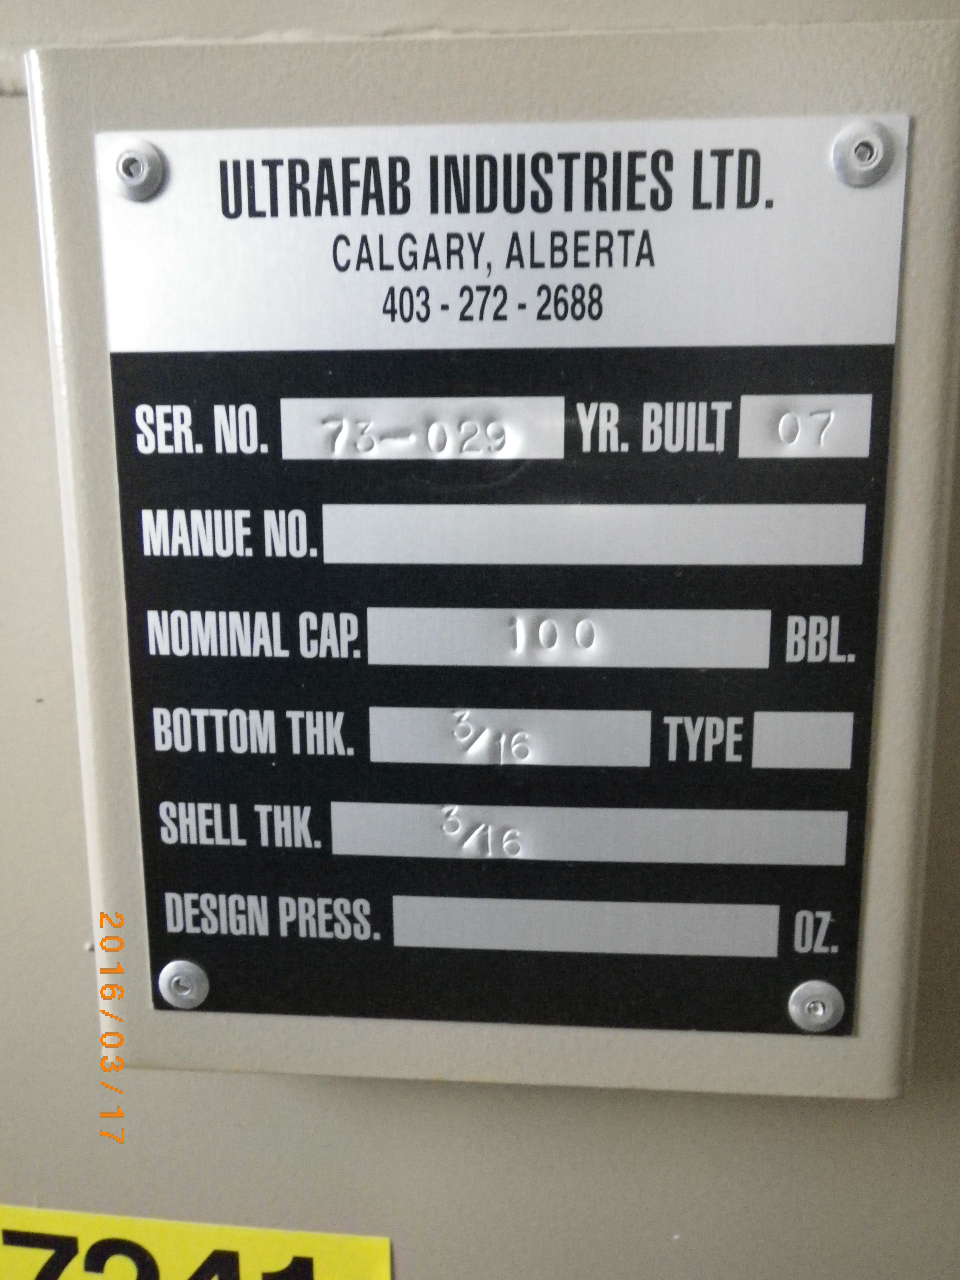 ULTRAFAB INDUSTRIES LTD.
CALGARY, ALBERTA
403 - 272 - 2688
SER. NO. 73-029 YR. BUILT 07
MANUF. NO.
NOMINAL CAP. 100 BBL.
BOTTOM THK. 3/16 TYPE
SHELL THK. 3/16
DESIGN PRESS. OZ.
2016/03/17
7241